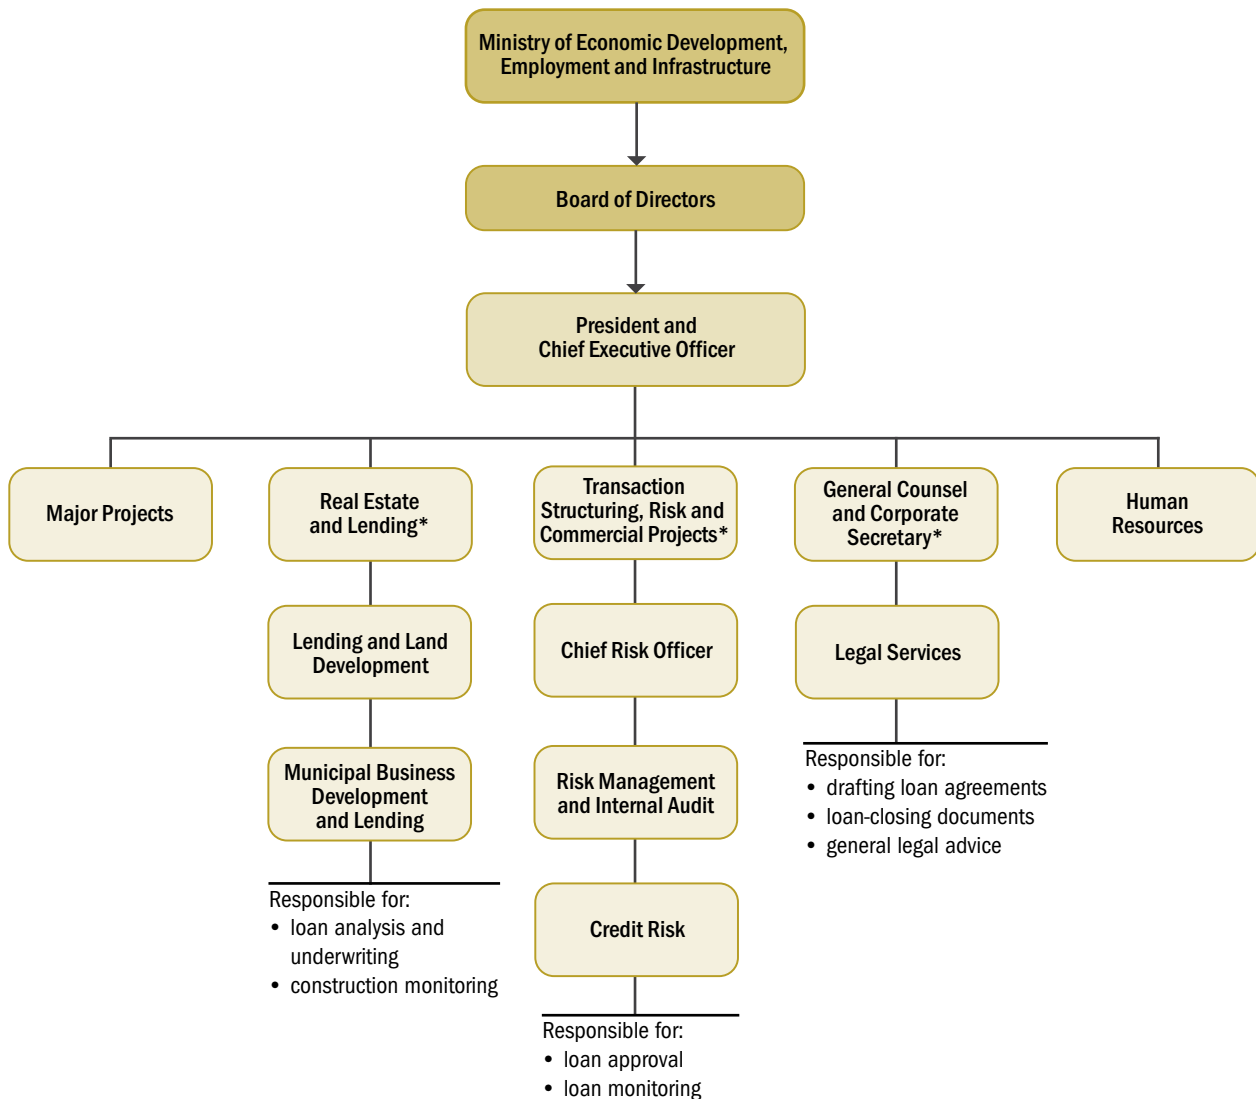 Ministry of Economic Development,
Employment and Infrastructure
Board of Directors
President and
Chief Executive Officer
Major Projects
Real Estate
and Lending*
Transaction
Structuring, Risk and
Commercial Projects*
General Counsel
and Corporate
Secretary*
Human
Resources
Lending and Land
Development
Chief Risk Officer
Legal Services
Municipal Business
Development
and Lending
Risk Management
and Internal Audit
Responsible for:
• drafting loan agreements
• loan-closing documents
• general legal advice
Responsible for:
• loan analysis and
underwriting
• construction monitoring
Credit Risk
Responsible for:
• loan approval
• loan monitoring